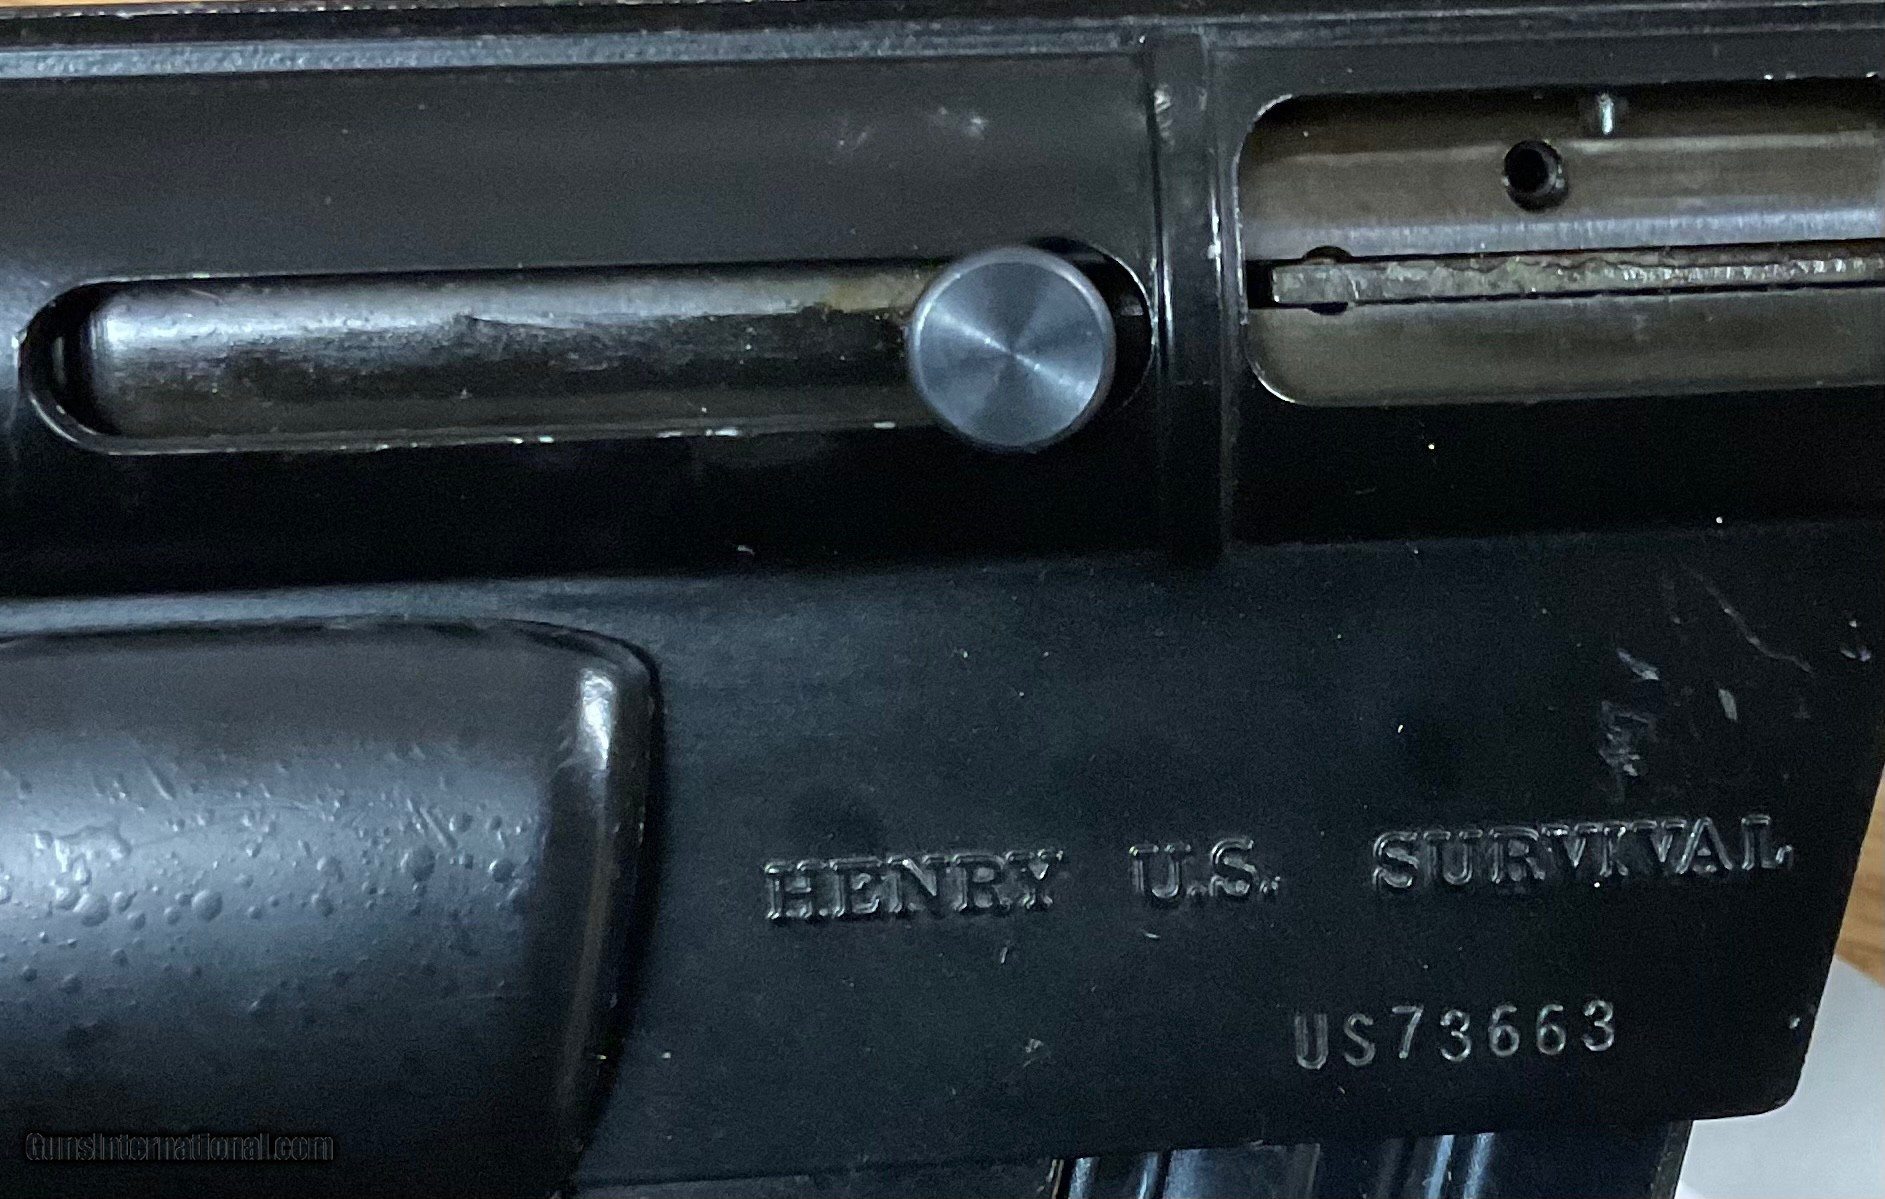 HENRY U.S. SURVIVAL
US73663
GunsInternational.com